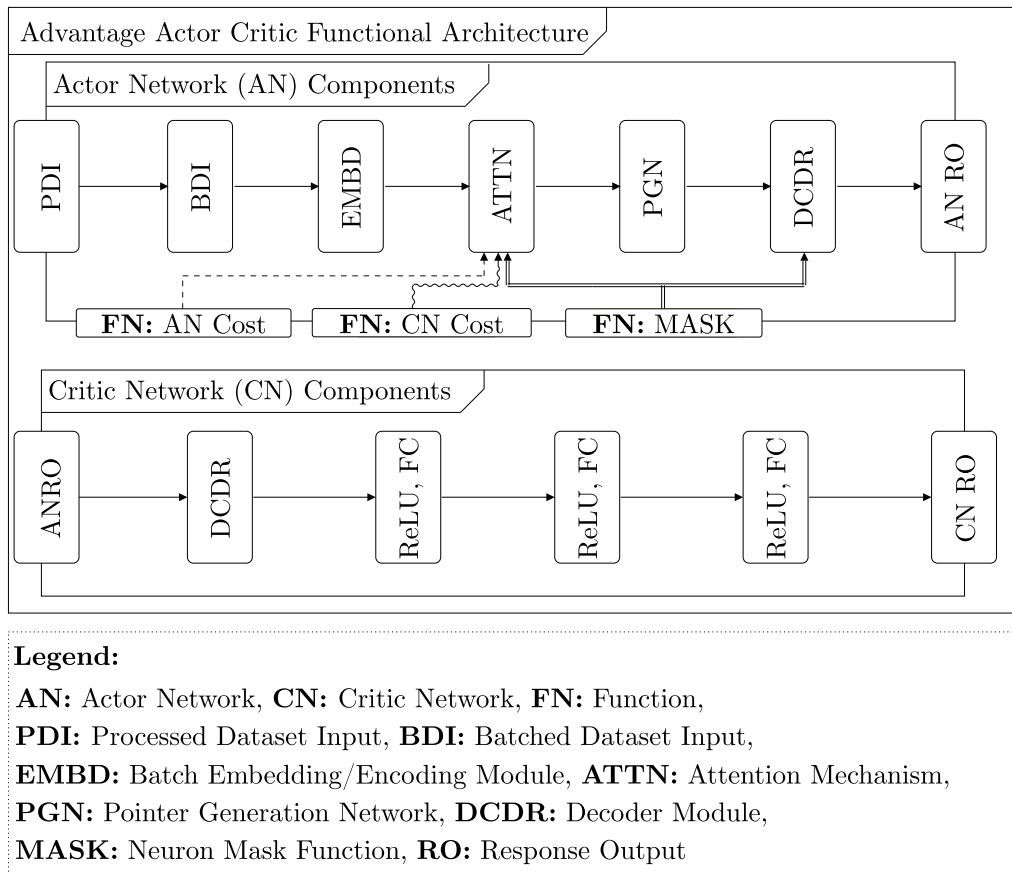 Advantage Actor Critic Functional Architecture
Actor Network (AN) Components
PDI
BDI
EMBD
ATTN
PGN
DCDR
AN RO
FN: AN Cost
FN: CN Cost
FN: MASK
Critic Network (CN) Components
ANRO
DCDR
ReLU, FC
ReLU, FC
ReLU, FC
CN RO
Legend:
AN: Actor Network, CN: Critic Network, FN: Function,
PDI: Processed Dataset Input, BDI: Batched Dataset Input,
EMBD: Batch Embedding/Encoding Module, ATTN: Attention Mechanism,
PGN: Pointer Generation Network, DCDR: Decoder Module,
MASK: Neuron Mask Function, RO: Response Output